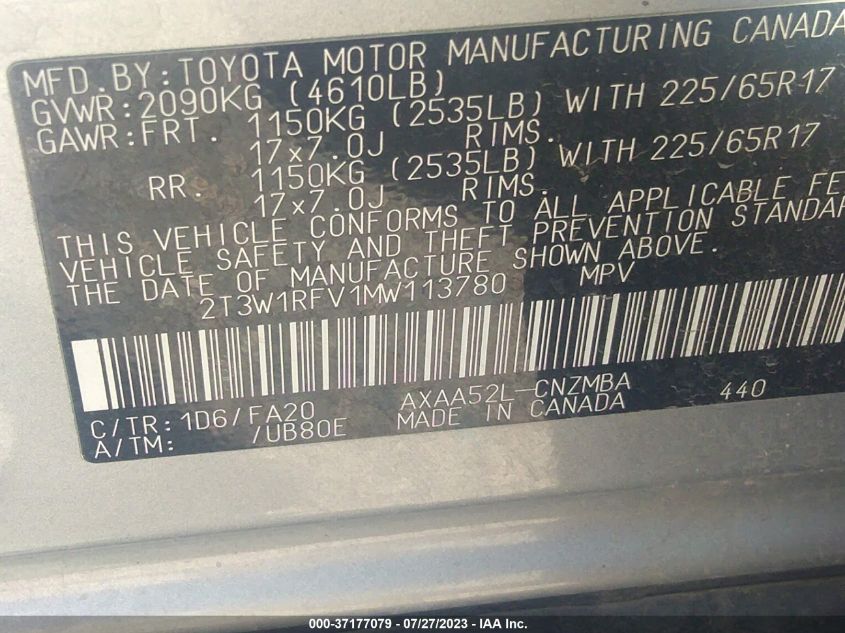 MFD.BY:TOYOTA MOTOR MANUFACTURING CANADA
GVWR:2090KG (4610LB)
GAWR:FRT. 1150KG (2535LB) WITH 225/65R17
17x7.0J RIMS.
RR. 1150KG (2535LB) WITH 225/65R17
17x7.0J RIMS.
THIS VEHICLE CONFORMS TO ALL APPLICABLE FE
VEHICLE SAFETY AND THEFT PREVENTION STANDAR
THE DATE OF MANUFACTURE SHOWN ABOVE.
2T3W1RFV1MW113780 MPV
C/TR:1D6/FA20 AXAA52L-CNZMBA 440
A/TM: /UB80E MADE IN CANADA
000-37177079 / 07/27/2023 - IAA Inc.